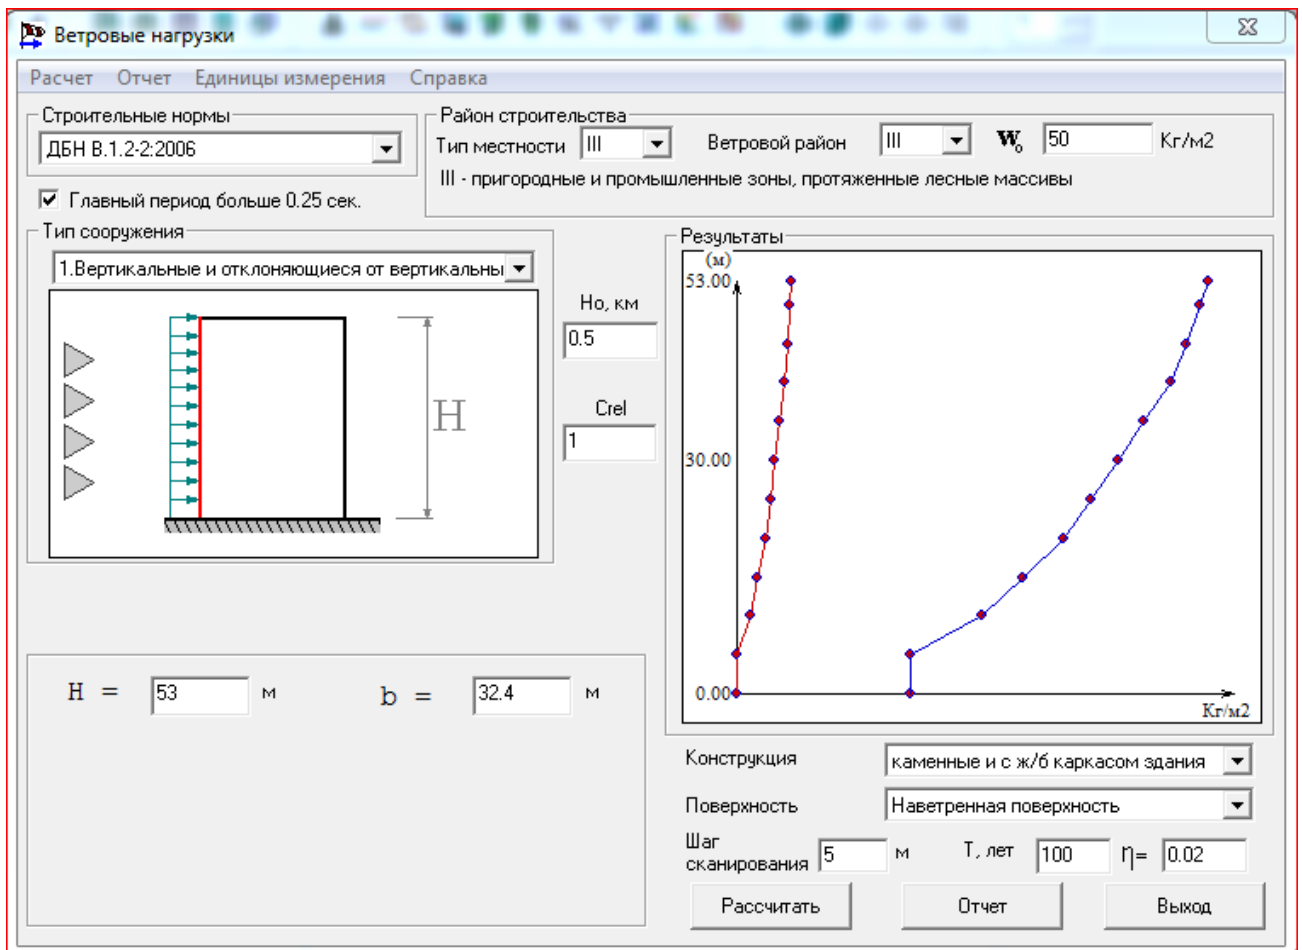 Ветровые нагрузки
Расчет Отчет Единицы измерения Справка
Строительные нормы
ДБН В.1.2-2:2006
Главный период больше 0.25 сек.
Район строительства
Тип местности III Ветровой район III Wo 50 Кг/м2
III - пригородные и промышленные зоны, протяженные лесные массивы
Тип сооружения
1.Вертикальные и отклоняющиеся от вертикальны
H
Ho, км
0.5
Crel
1
Результаты
(м)
53.00
30.00
0.00
Кг/м2
H = 53 м b = 32.4 м
Конструкция каменные и с ж/б каркасом здания
Поверхность Наветренная поверхность
Шаг
сканирования 5 м Т, лет 100 η= 0.02
Рассчитать Отчет Выход